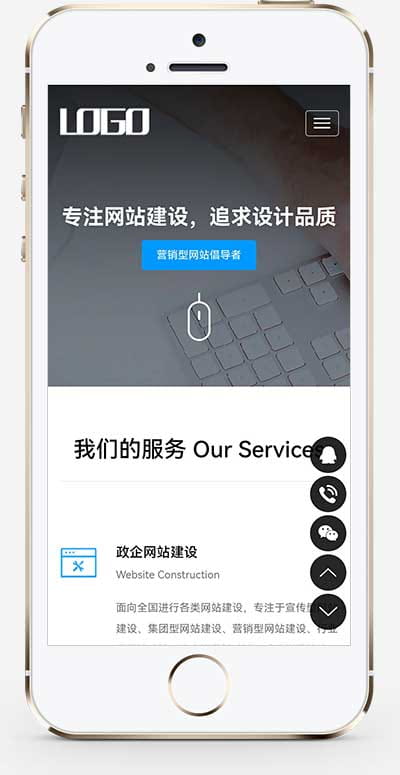 LOGO
专注网站建设，追求设计品质
营销型网站倡导者
我们的服务 Our Services
政企网站建设
Website Construction
面向全国进行各类网站建设，专注于宣传
建设、集团型网站建设、营销型网站建设、行业